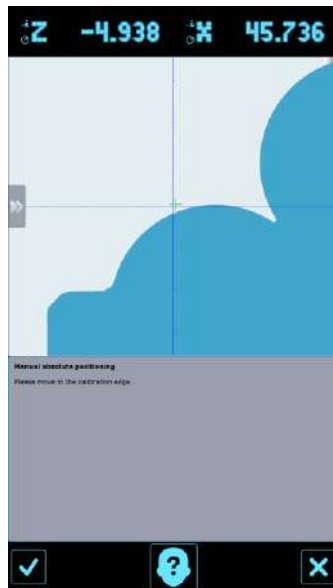 Z -4.938 X 45.736
Manual absolute positioning
Please move to the calibration edge
?